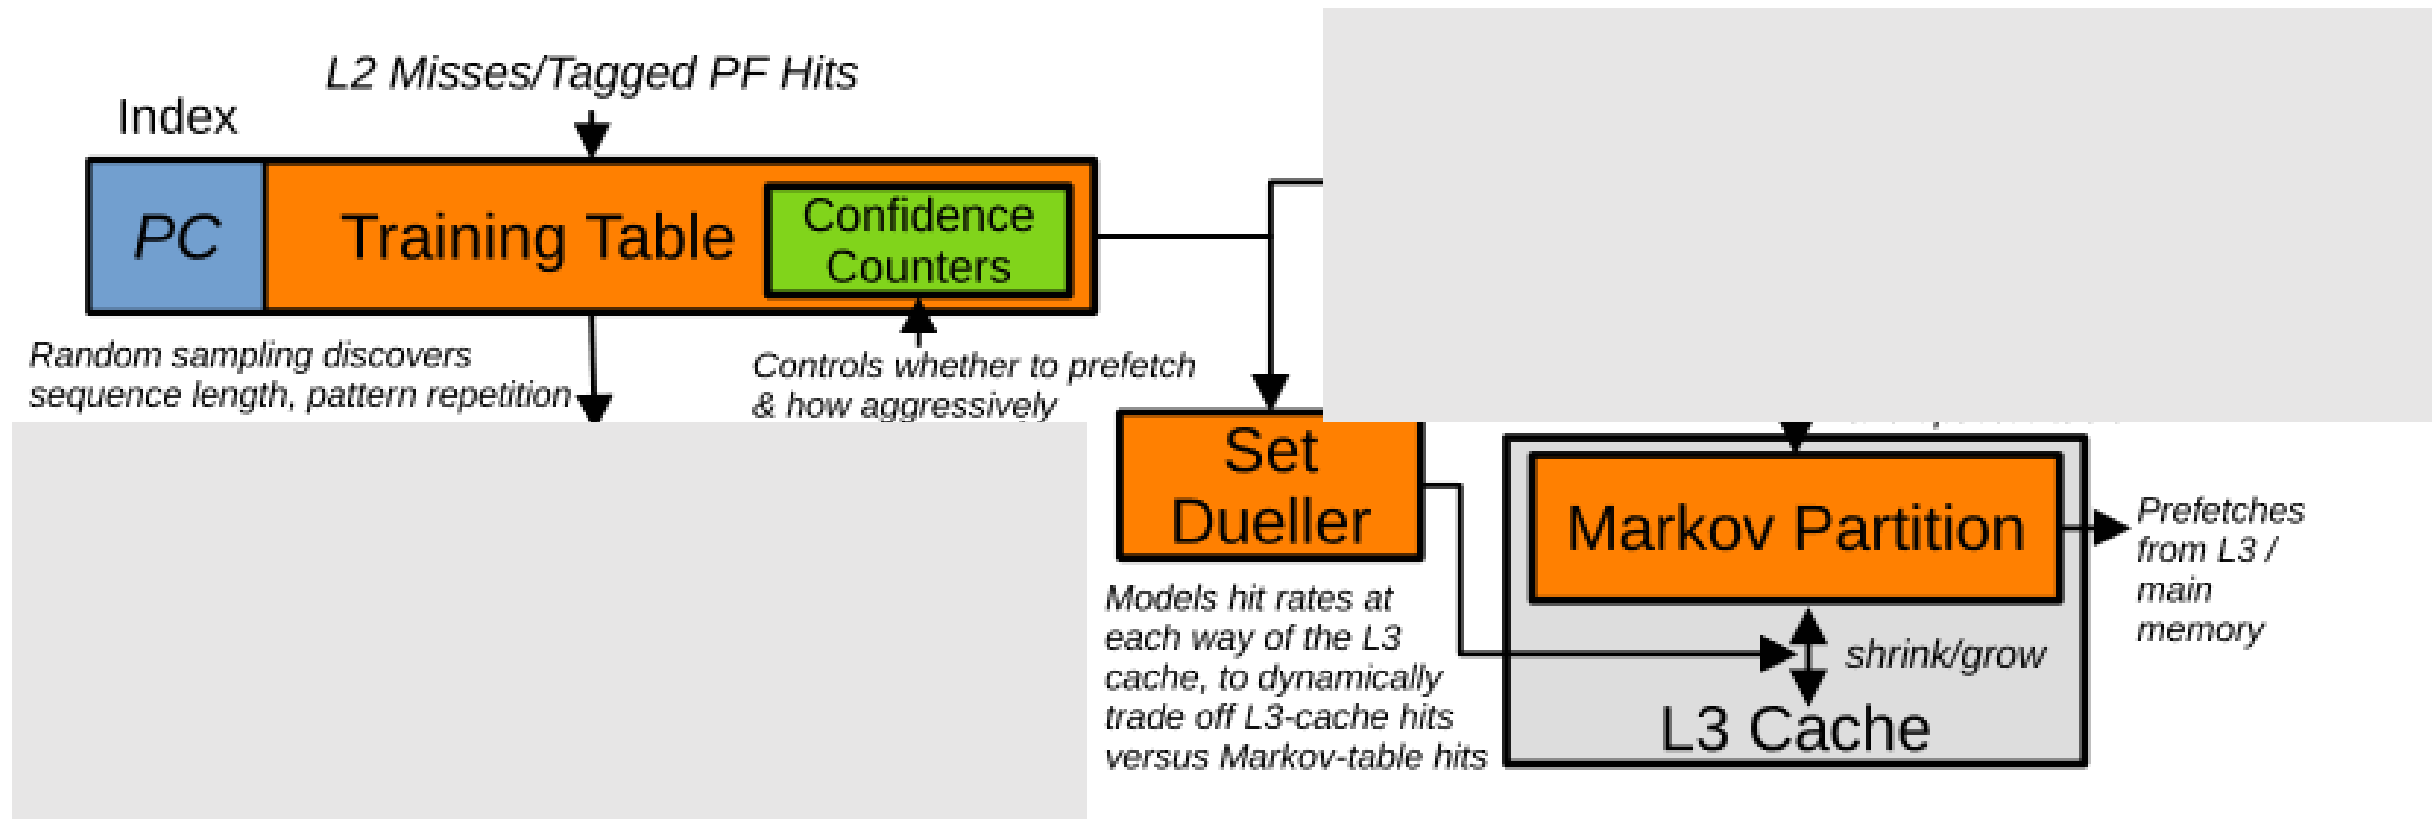 L2 Misses/Tagged PF Hits
Index
PC
Training Table
Confidence
Counters
Random sampling discovers
sequence length, pattern repetition
Controls whether to prefetch
& how aggressively
Set
Dueller
Models hit rates at
each way of the L3
cache, to dynamically
trade off L3-cache hits
versus Markov-table hits
Markov Partition
shrink/grow
L3 Cache
Prefetches
from L3 /
main
memory